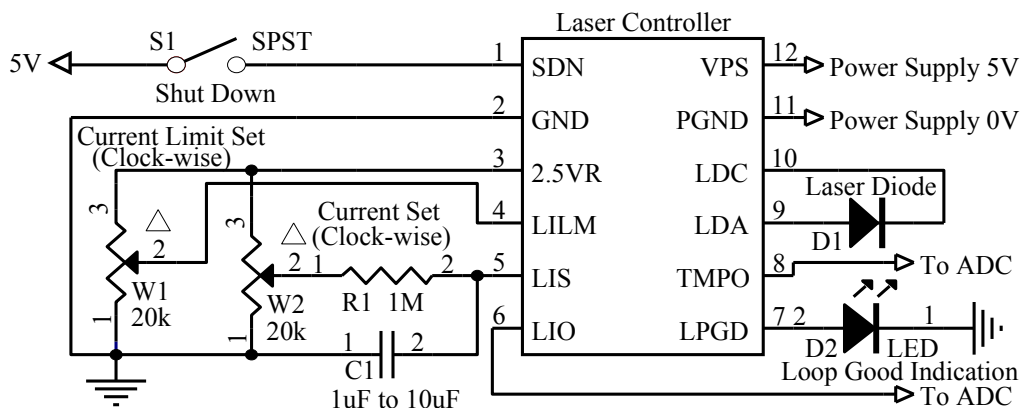 Laser Controller
5V
S1
SPST
Shut Down
1
SDN
2
GND
3
2.5VR
4
LILM
5
LIS
6
LIO
VPS
12
Power Supply 5V
PGND
11
Power Supply 0V
LDC
10
Laser Diode
LDA
9
D1
TMPO
8
To ADC
LPGD
7
2
1
D2
LED
Loop Good Indication
To ADC
Current Limit Set
(Clock-wise)
3
2
W1
20k
1
3
Current Set
(Clock-wise)
2
1
2
R1
1M
W2
20k
1
1
2
C1
1uF to 10uF